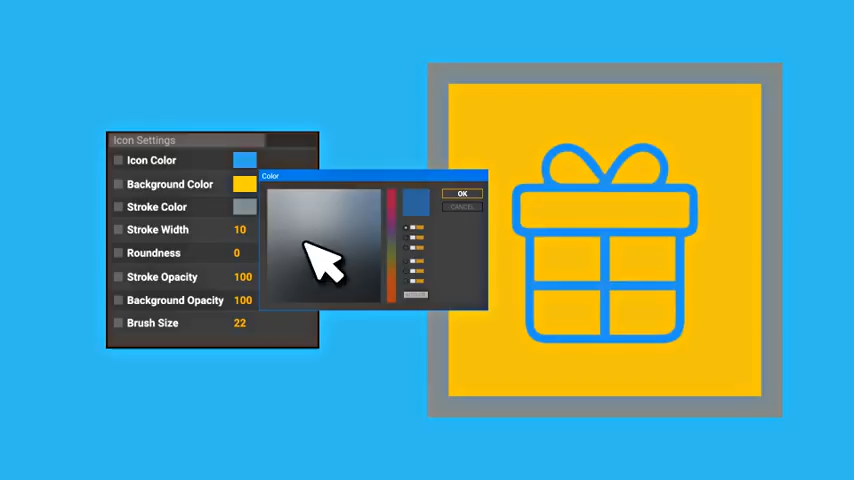 Icon Settings
Icon Color
Background Color
Stroke Color
Stroke Width 10
Roundness 0
Stroke Opacity 100
Background Opacity 100
Brush Size 22
Color
OK
CANCEL